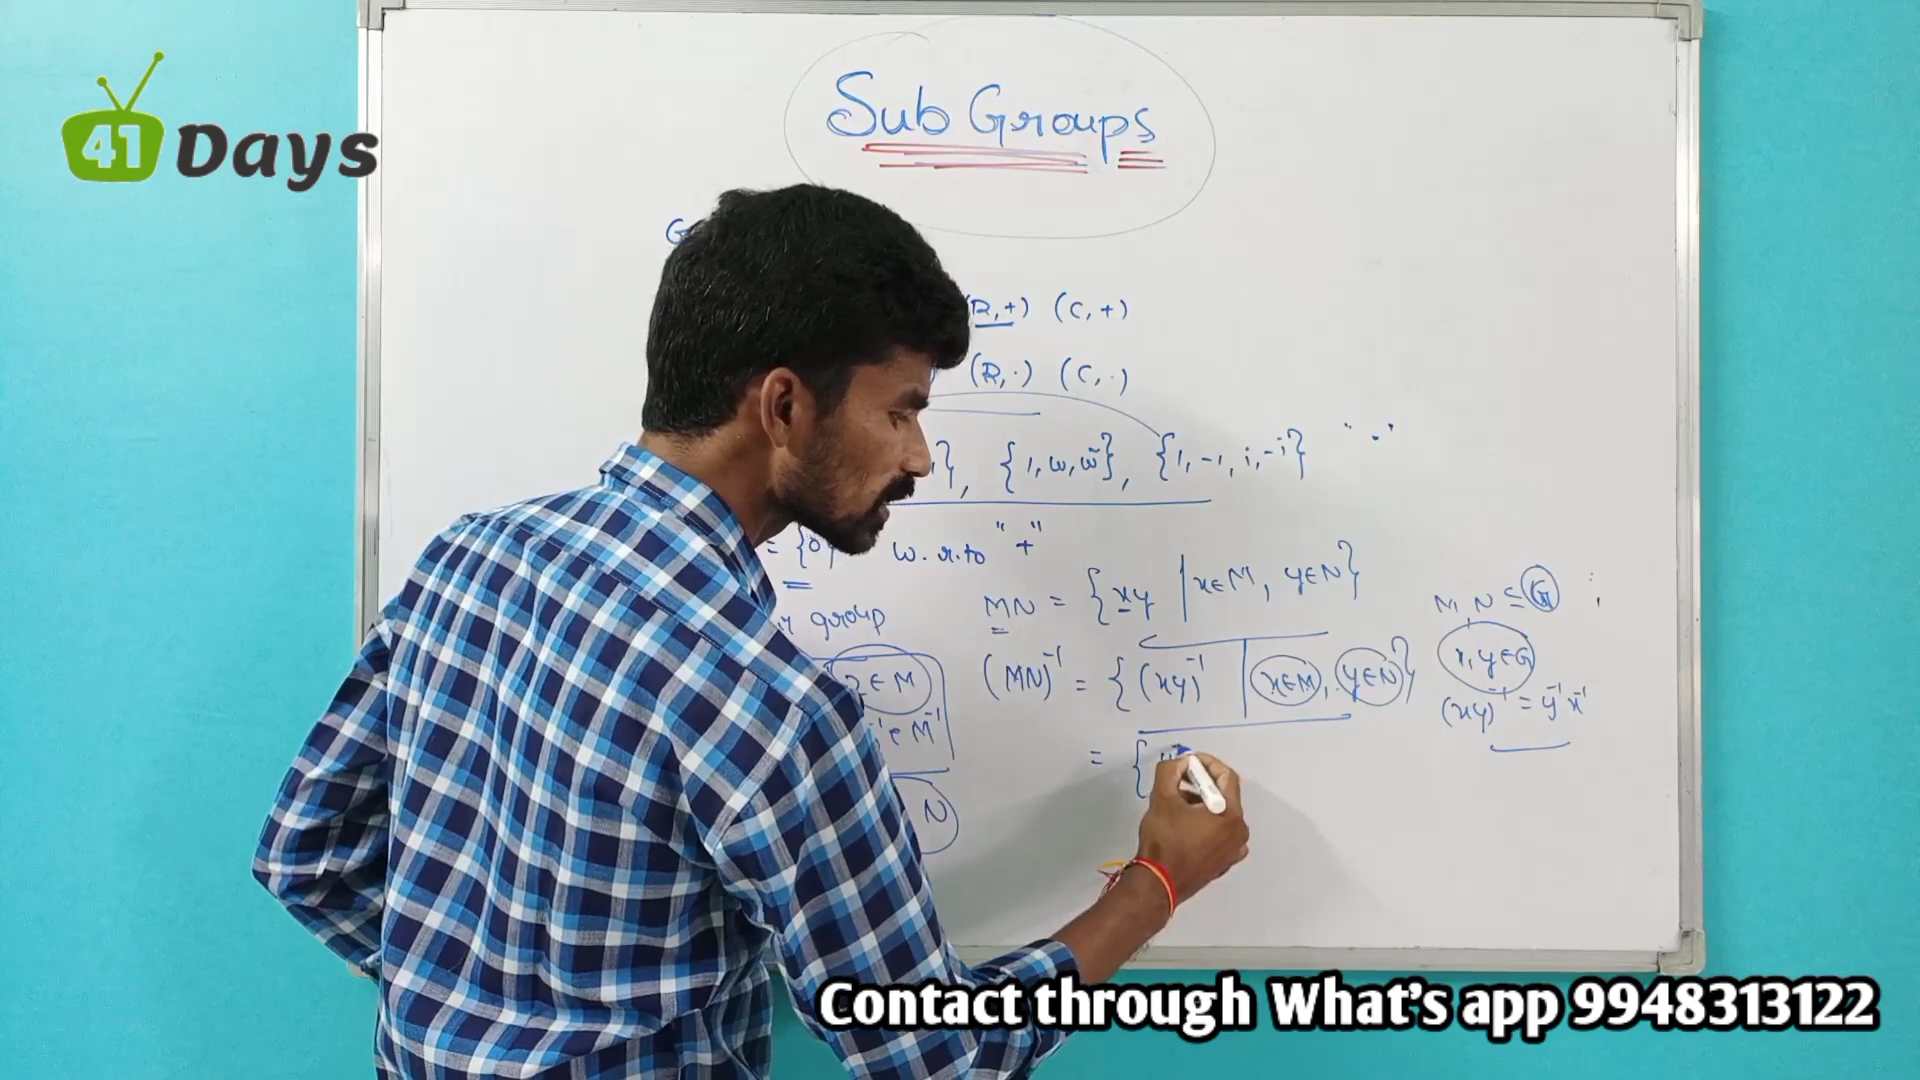 41 Days
Sub Groups
G
(R,+) (C,+)
(R,·) (C,·)
}, {1, ω, ω²}, {1, -1, i, -i} "·"
= {0} w.r.to "+"
group
MN = {xy | x∈M, y∈N}
M, N ⊆ G ;
x, y∈G
(xy)⁻¹ = y⁻¹x⁻¹
∈ M
(MN)⁻¹ = {(xy)⁻¹ | x∈M, y∈N}
∈ M⁻¹
= {
N
Contact through What's app 9948313122